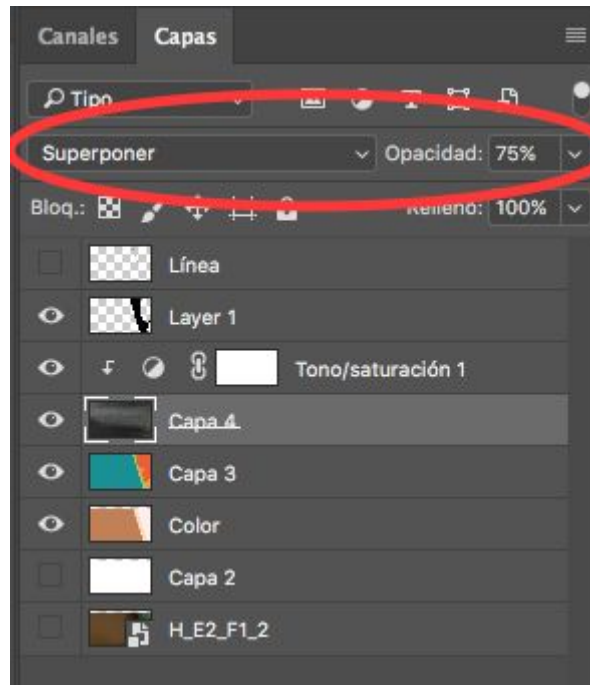 Canales Capas
Tipo
Superponer Opacidad: 75%
Bloq.: Relleno: 100%
Línea
Layer 1
Tono/saturación 1
Capa 4
Capa 3
Color
Capa 2
H_E2_F1_2